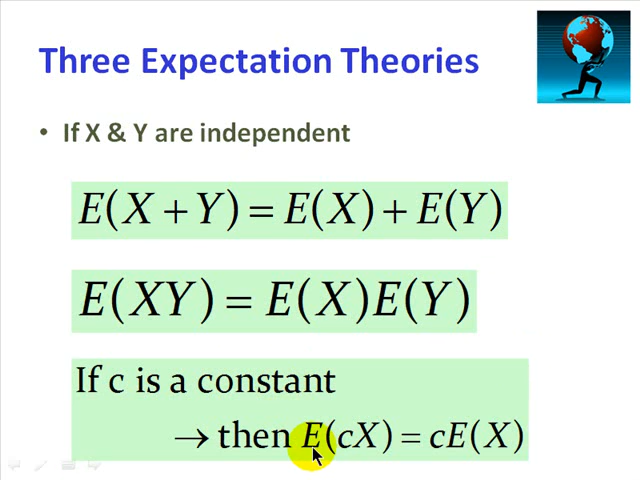 Three Expectation Theories
• If X & Y are independent
E(X + Y) = E(X) + E(Y)
E(XY) = E(X)E(Y)
If c is a constant
→ then E(cX) = cE(X)